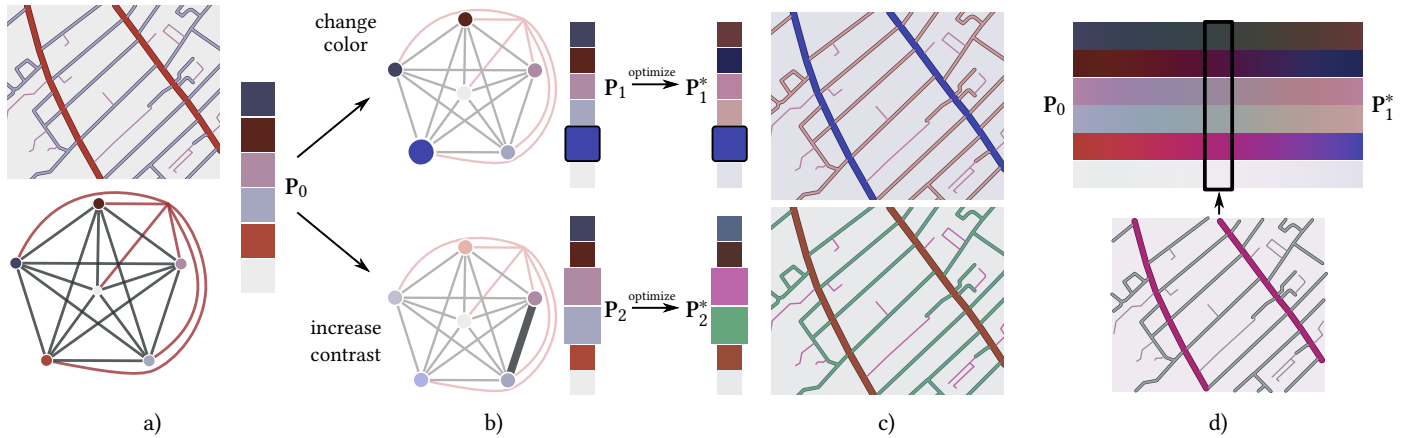 change
color
P₀
increase
contrast
P₁
optimize
P₁*
P₂
optimize
P₂*
P₀
P₁*
a)
b)
c)
d)